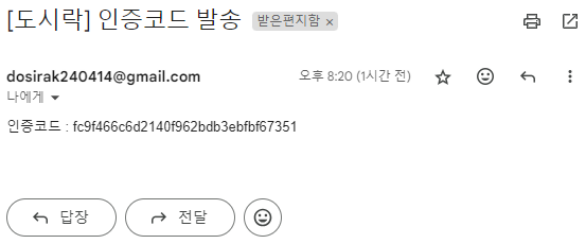 [도시락] 인증코드 발송 받은편지함 ×
dosirak240414@gmail.com 오후 8:20 (1시간 전)
나에게
인증코드 : fc9f466c6d2140f962bdb3ebfbf67351
답장 전달